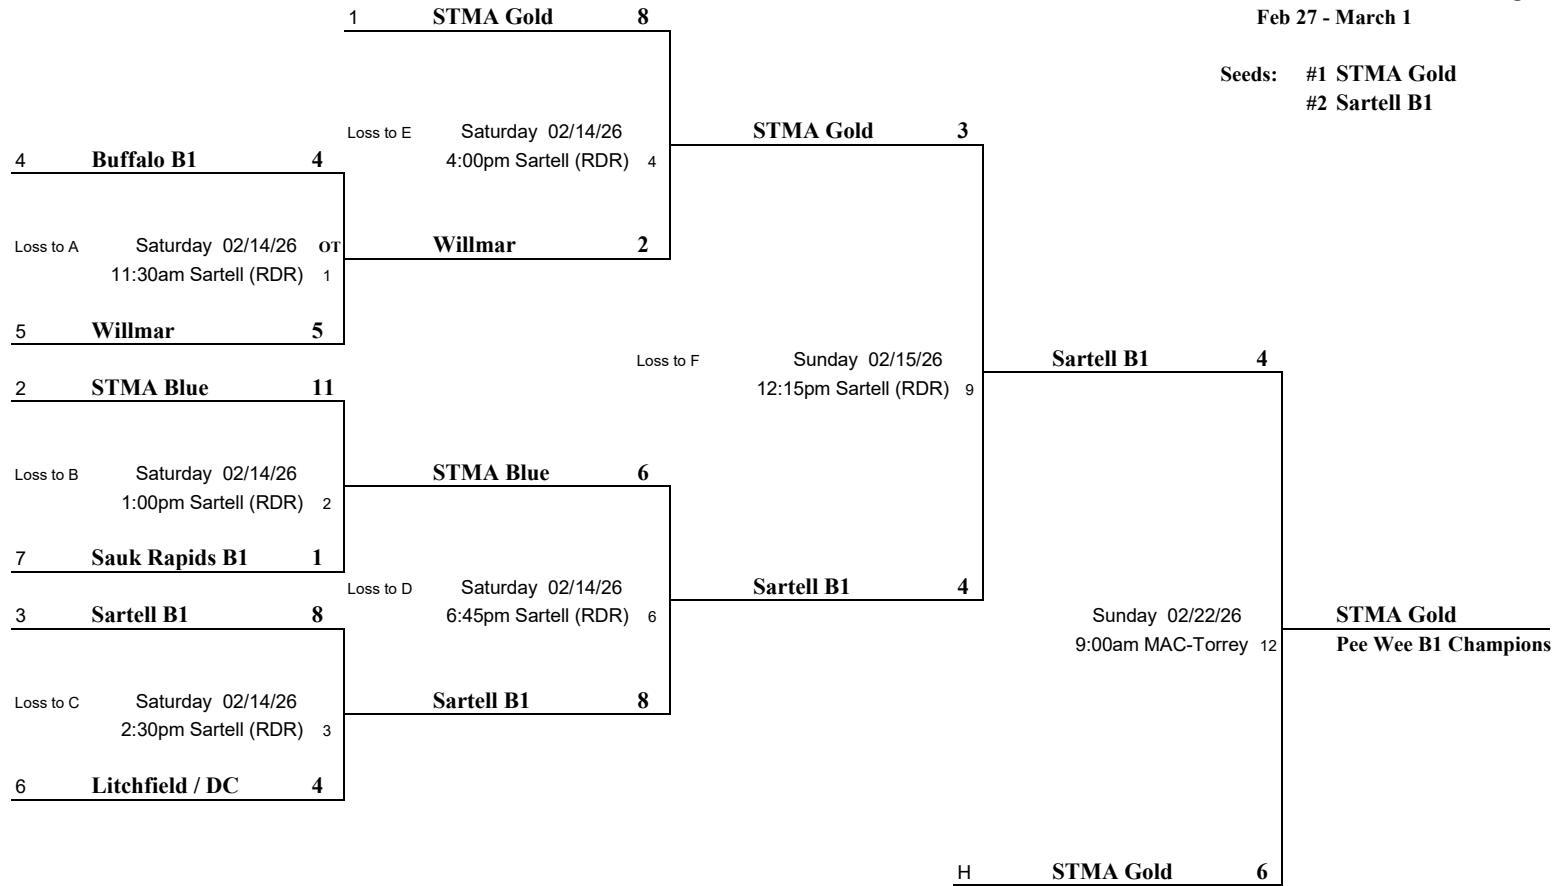 1 STMA Gold 8
Feb 27 - March 1
Seeds: #1 STMA Gold
#2 Sartell B1
Loss to E Saturday 02/14/26
4:00pm Sartell (RDR) 4
STMA Gold 3
4 Buffalo B1 4
Loss to A Saturday 02/14/26 OT
11:30am Sartell (RDR) 1
Willmar 2
5 Willmar 5
Loss to F Sunday 02/15/26
12:15pm Sartell (RDR) 9
Sartell B1 4
2 STMA Blue 11
Loss to B Saturday 02/14/26
1:00pm Sartell (RDR) 2
STMA Blue 6
7 Sauk Rapids B1 1
Loss to D Saturday 02/14/26
6:45pm Sartell (RDR) 6
Sartell B1 4
3 Sartell B1 8
Sunday 02/22/26
9:00am MAC-Torrey 12
STMA Gold
Pee Wee B1 Champions
Loss to C Saturday 02/14/26
2:30pm Sartell (RDR) 3
Sartell B1 8
6 Litchfield / DC 4
H STMA Gold 6